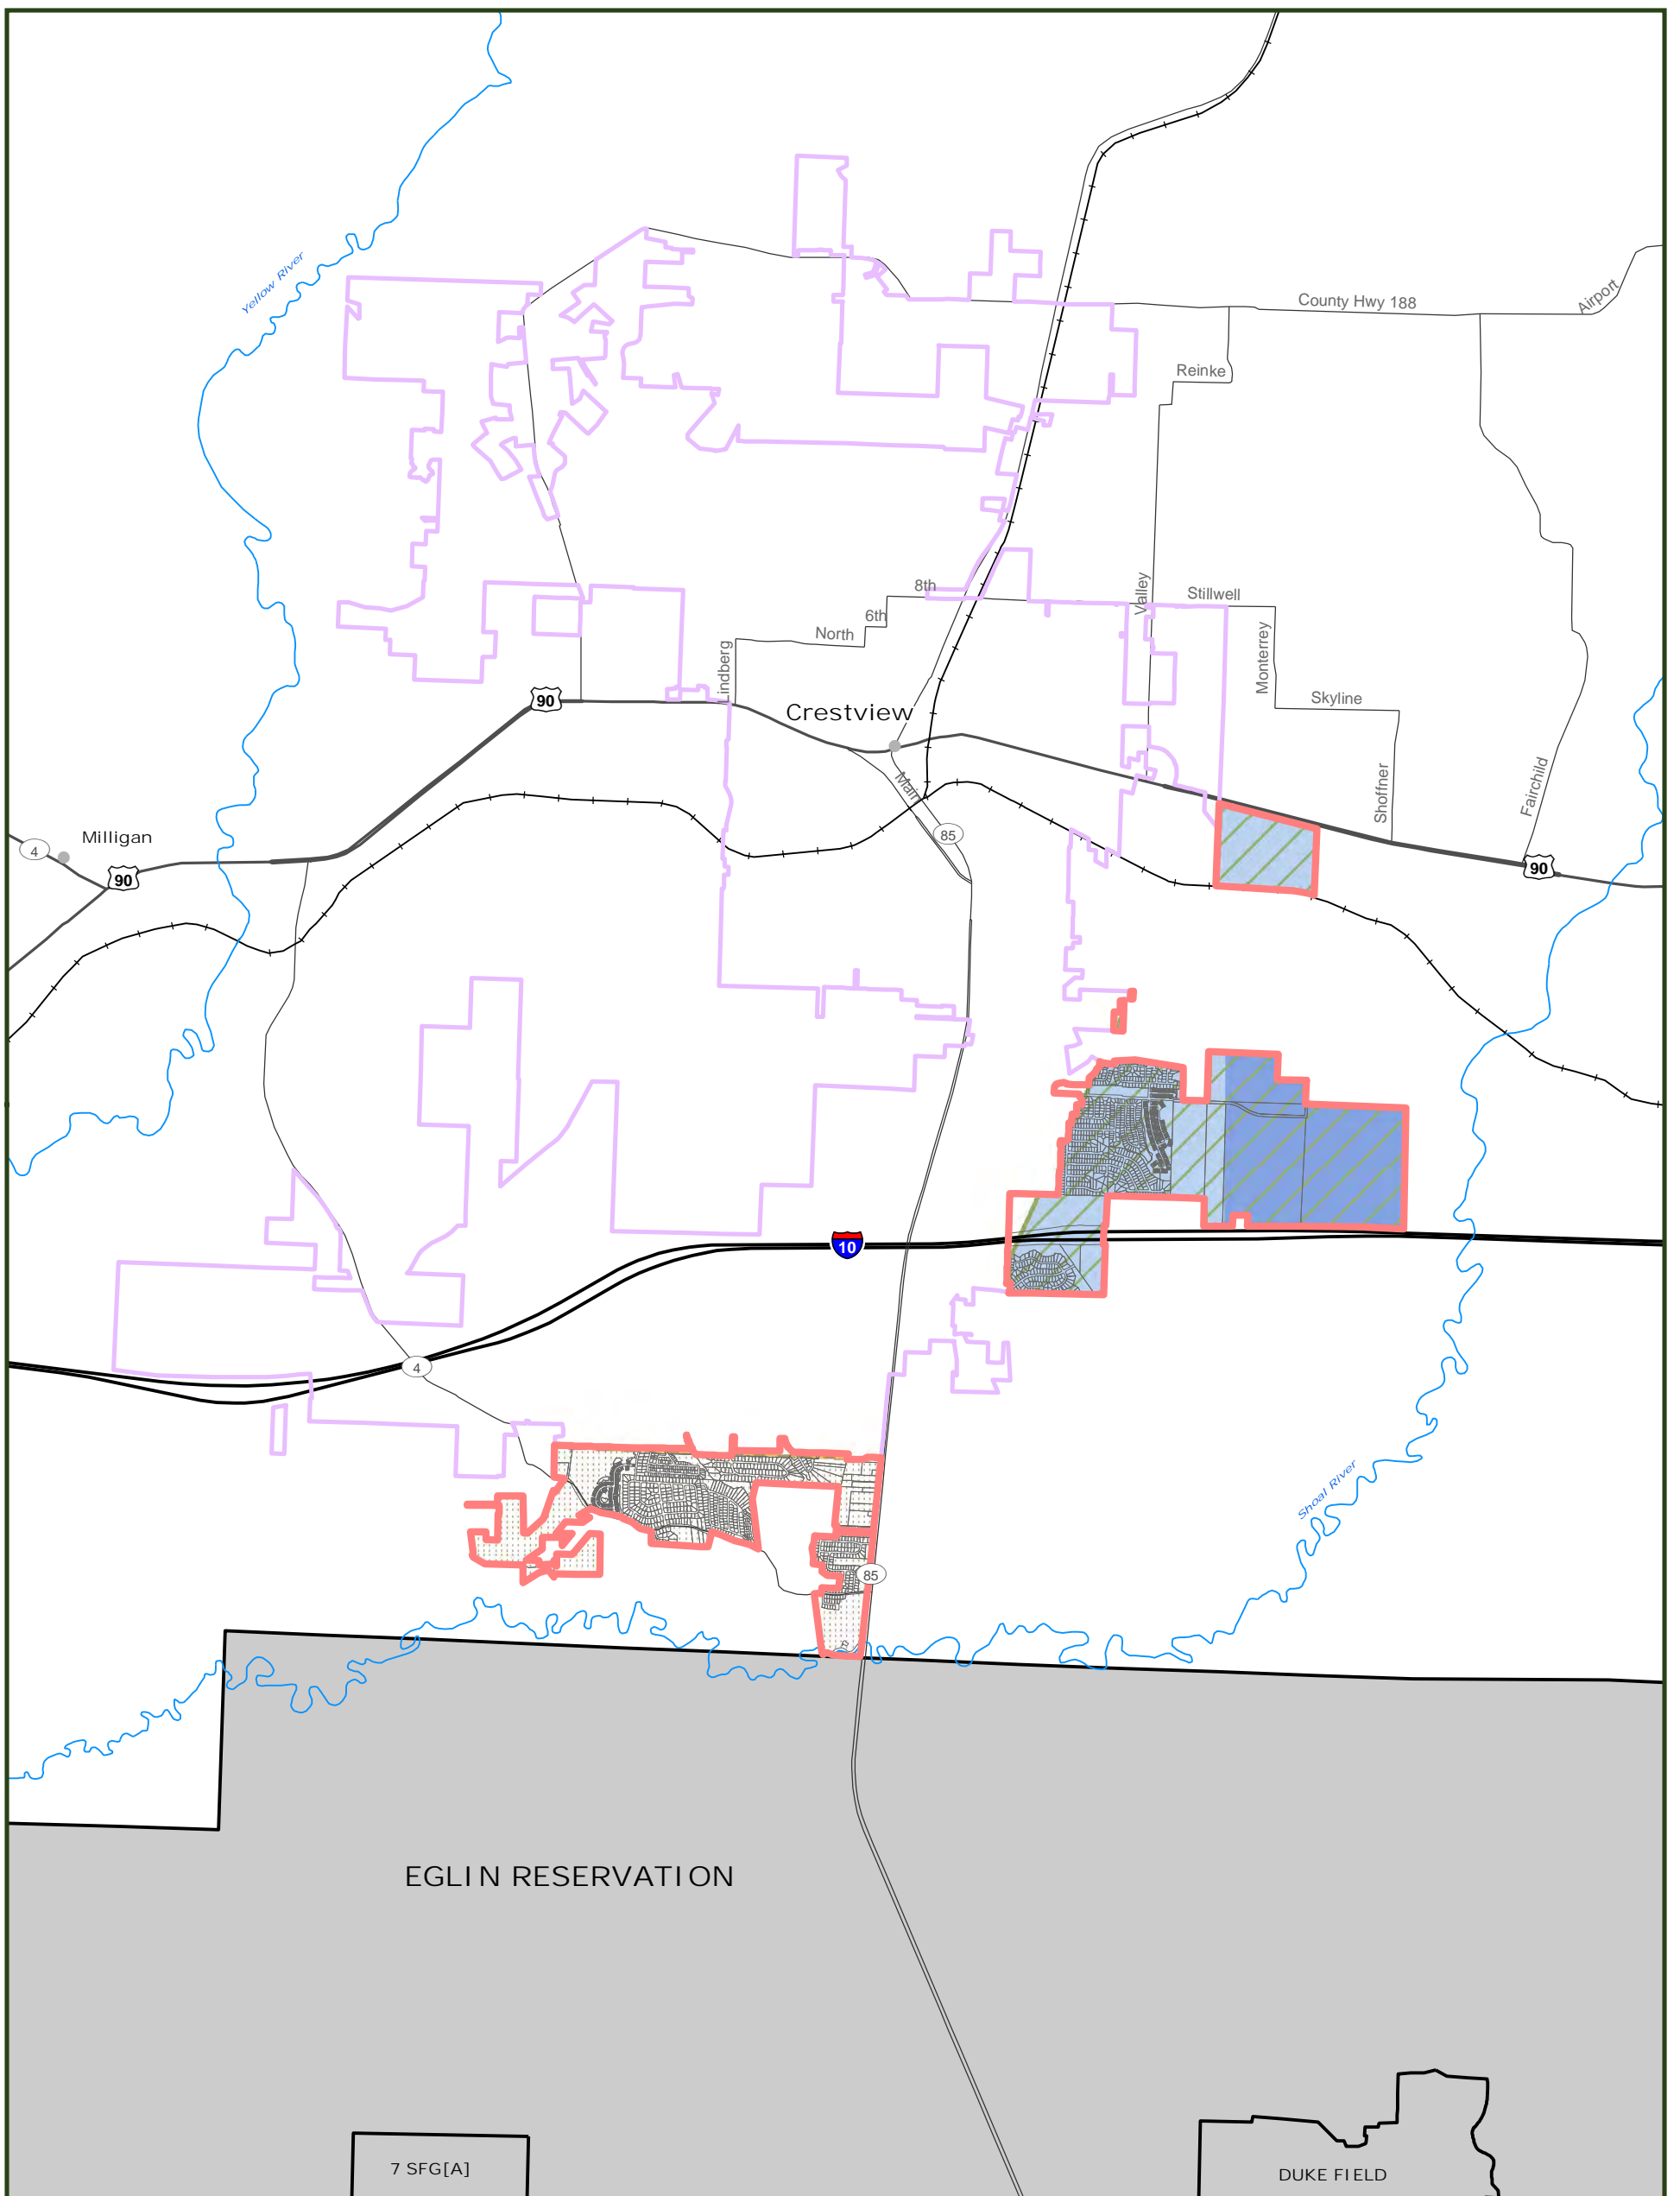 Yellow River
County Hwy 188
Airport
Reinke
8th
Valley
Stillwell
6th
North
Lindberg
Monterrey
Skyline
90
Crestview
Main
Shoffner
Fairchild
85
4
Milligan
90
90
10
4
Shoal River
85
EGLIN RESERVATION
7 SFG[A]
DUKE FIELD